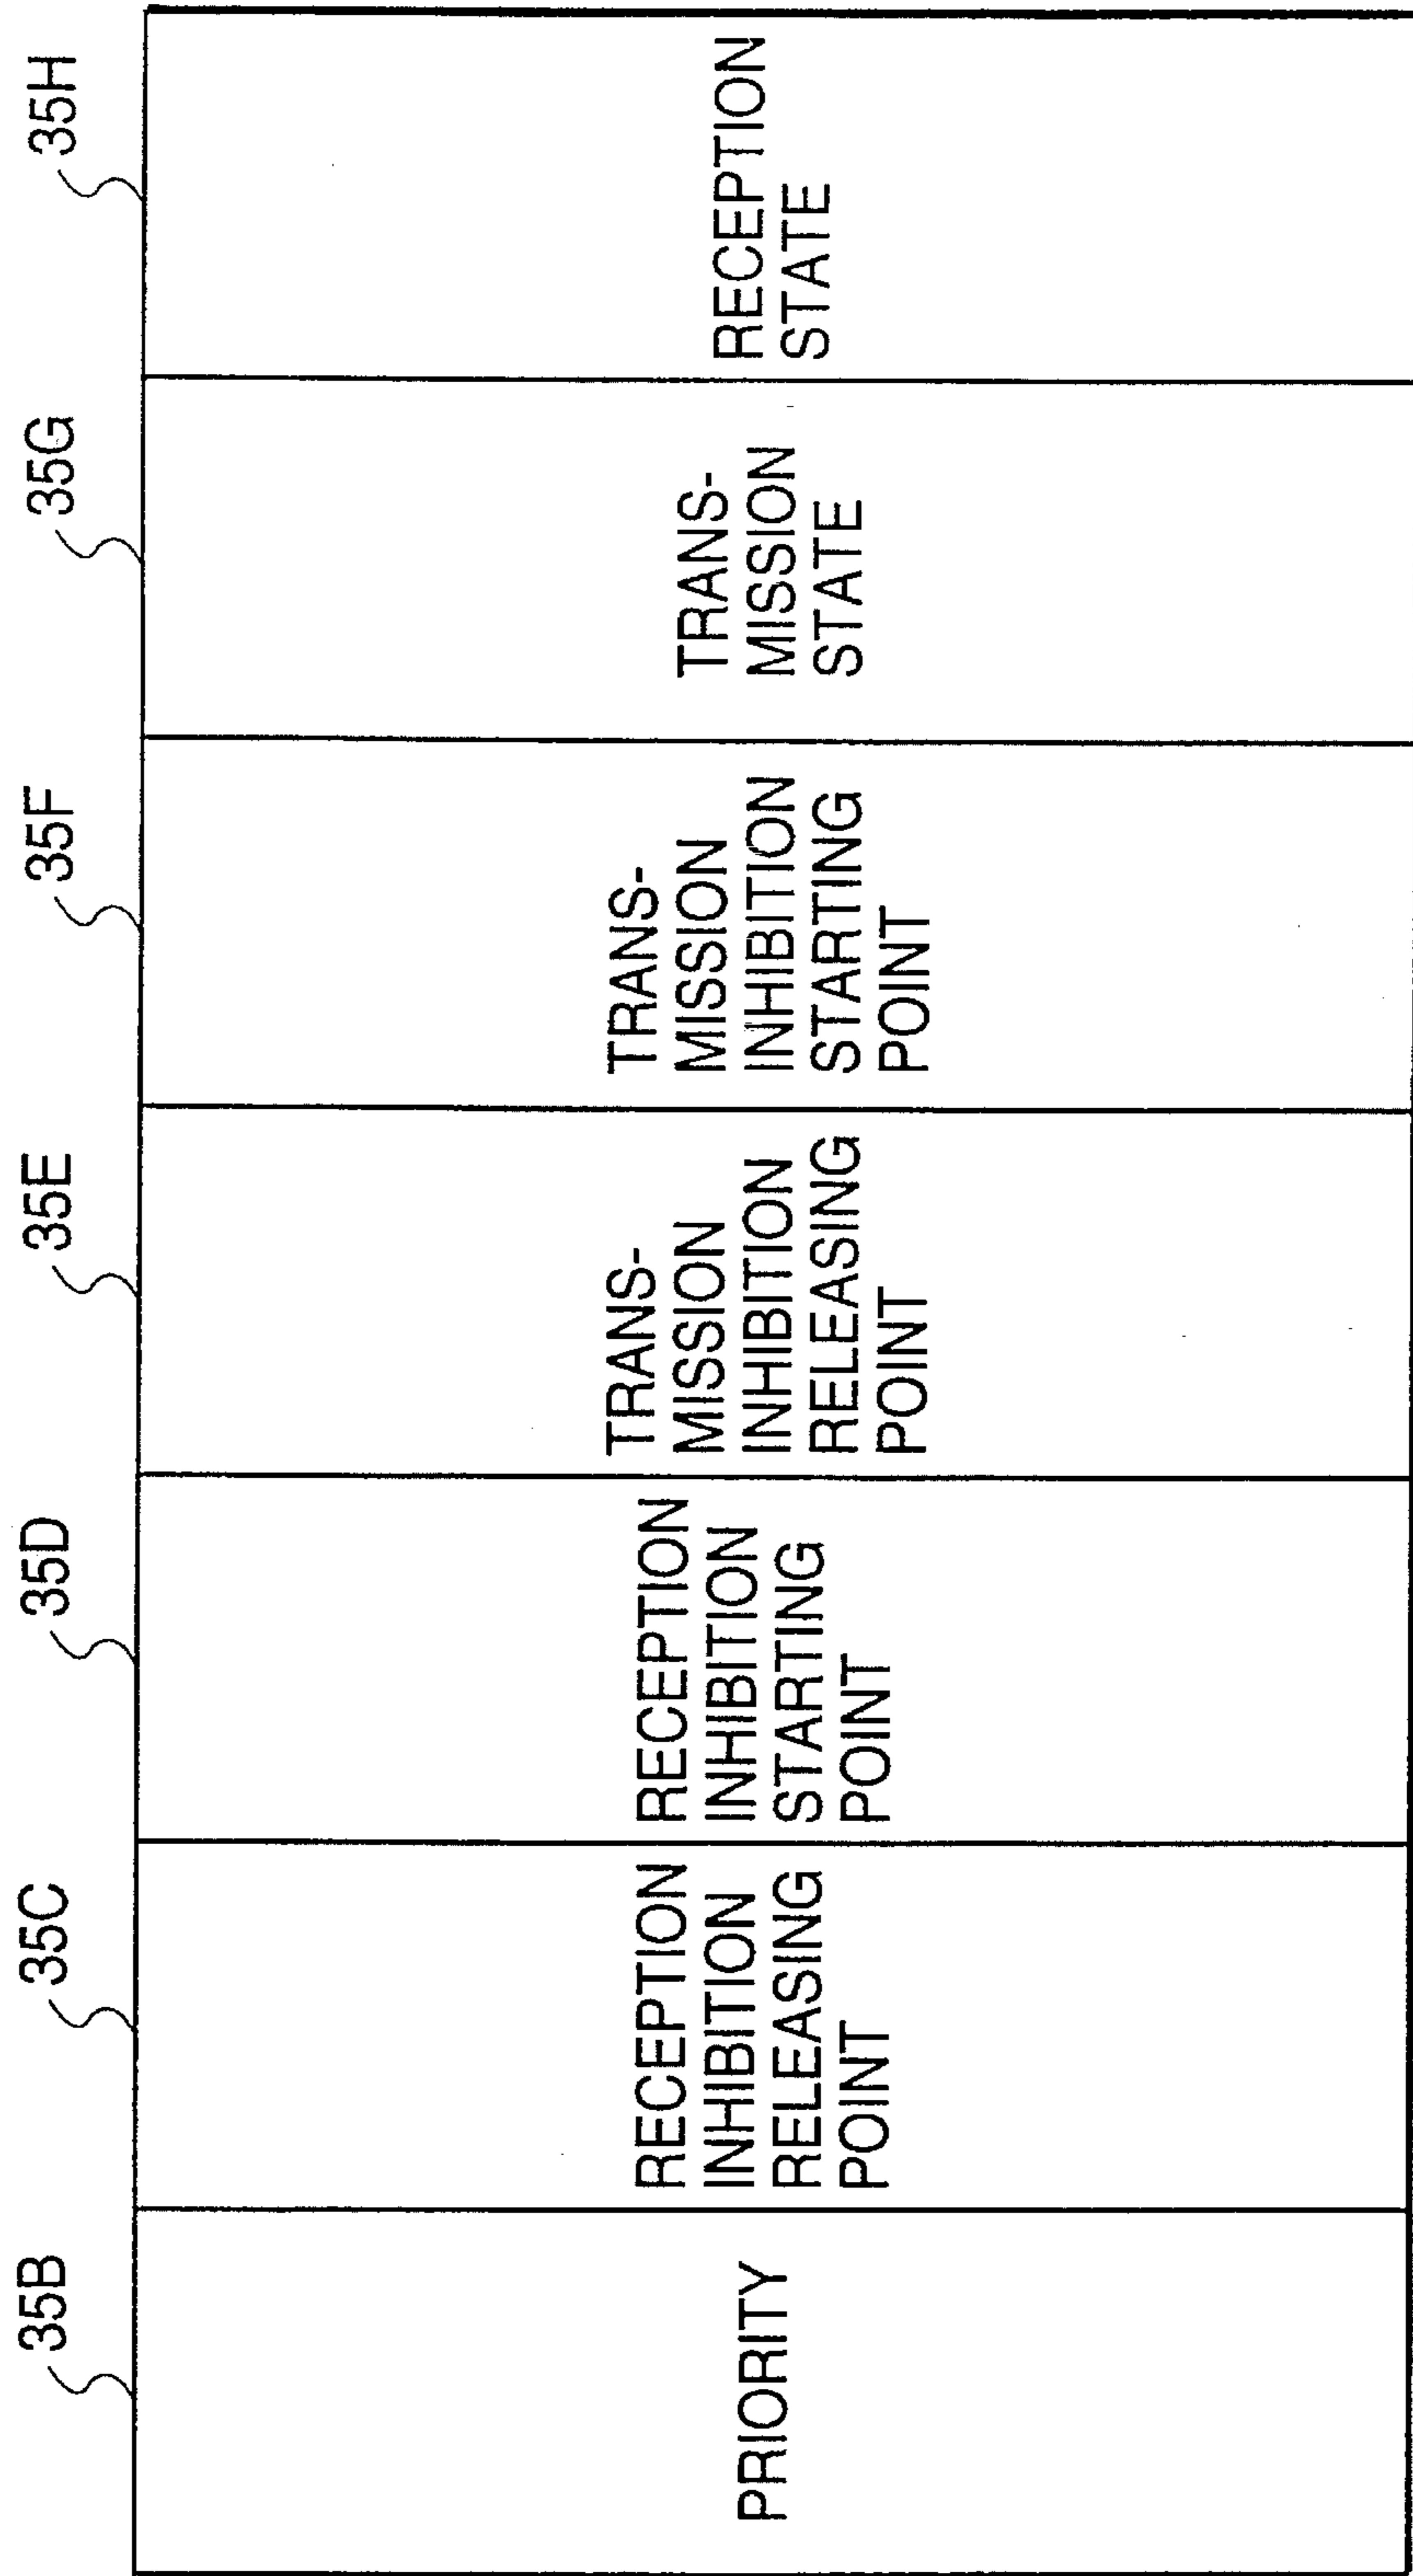 35B
35C
35D
35E
35F
35G
35H
PRIORITY
RECEPTION
INHIBITION
RELEASING
POINT
RECEPTION
INHIBITION
STARTING
POINT
TRANS-
MISSION
INHIBITION
RELEASING
POINT
TRANS-
MISSION
INHIBITION
STARTING
POINT
TRANS-
MISSION
STATE
RECEPTION
STATE